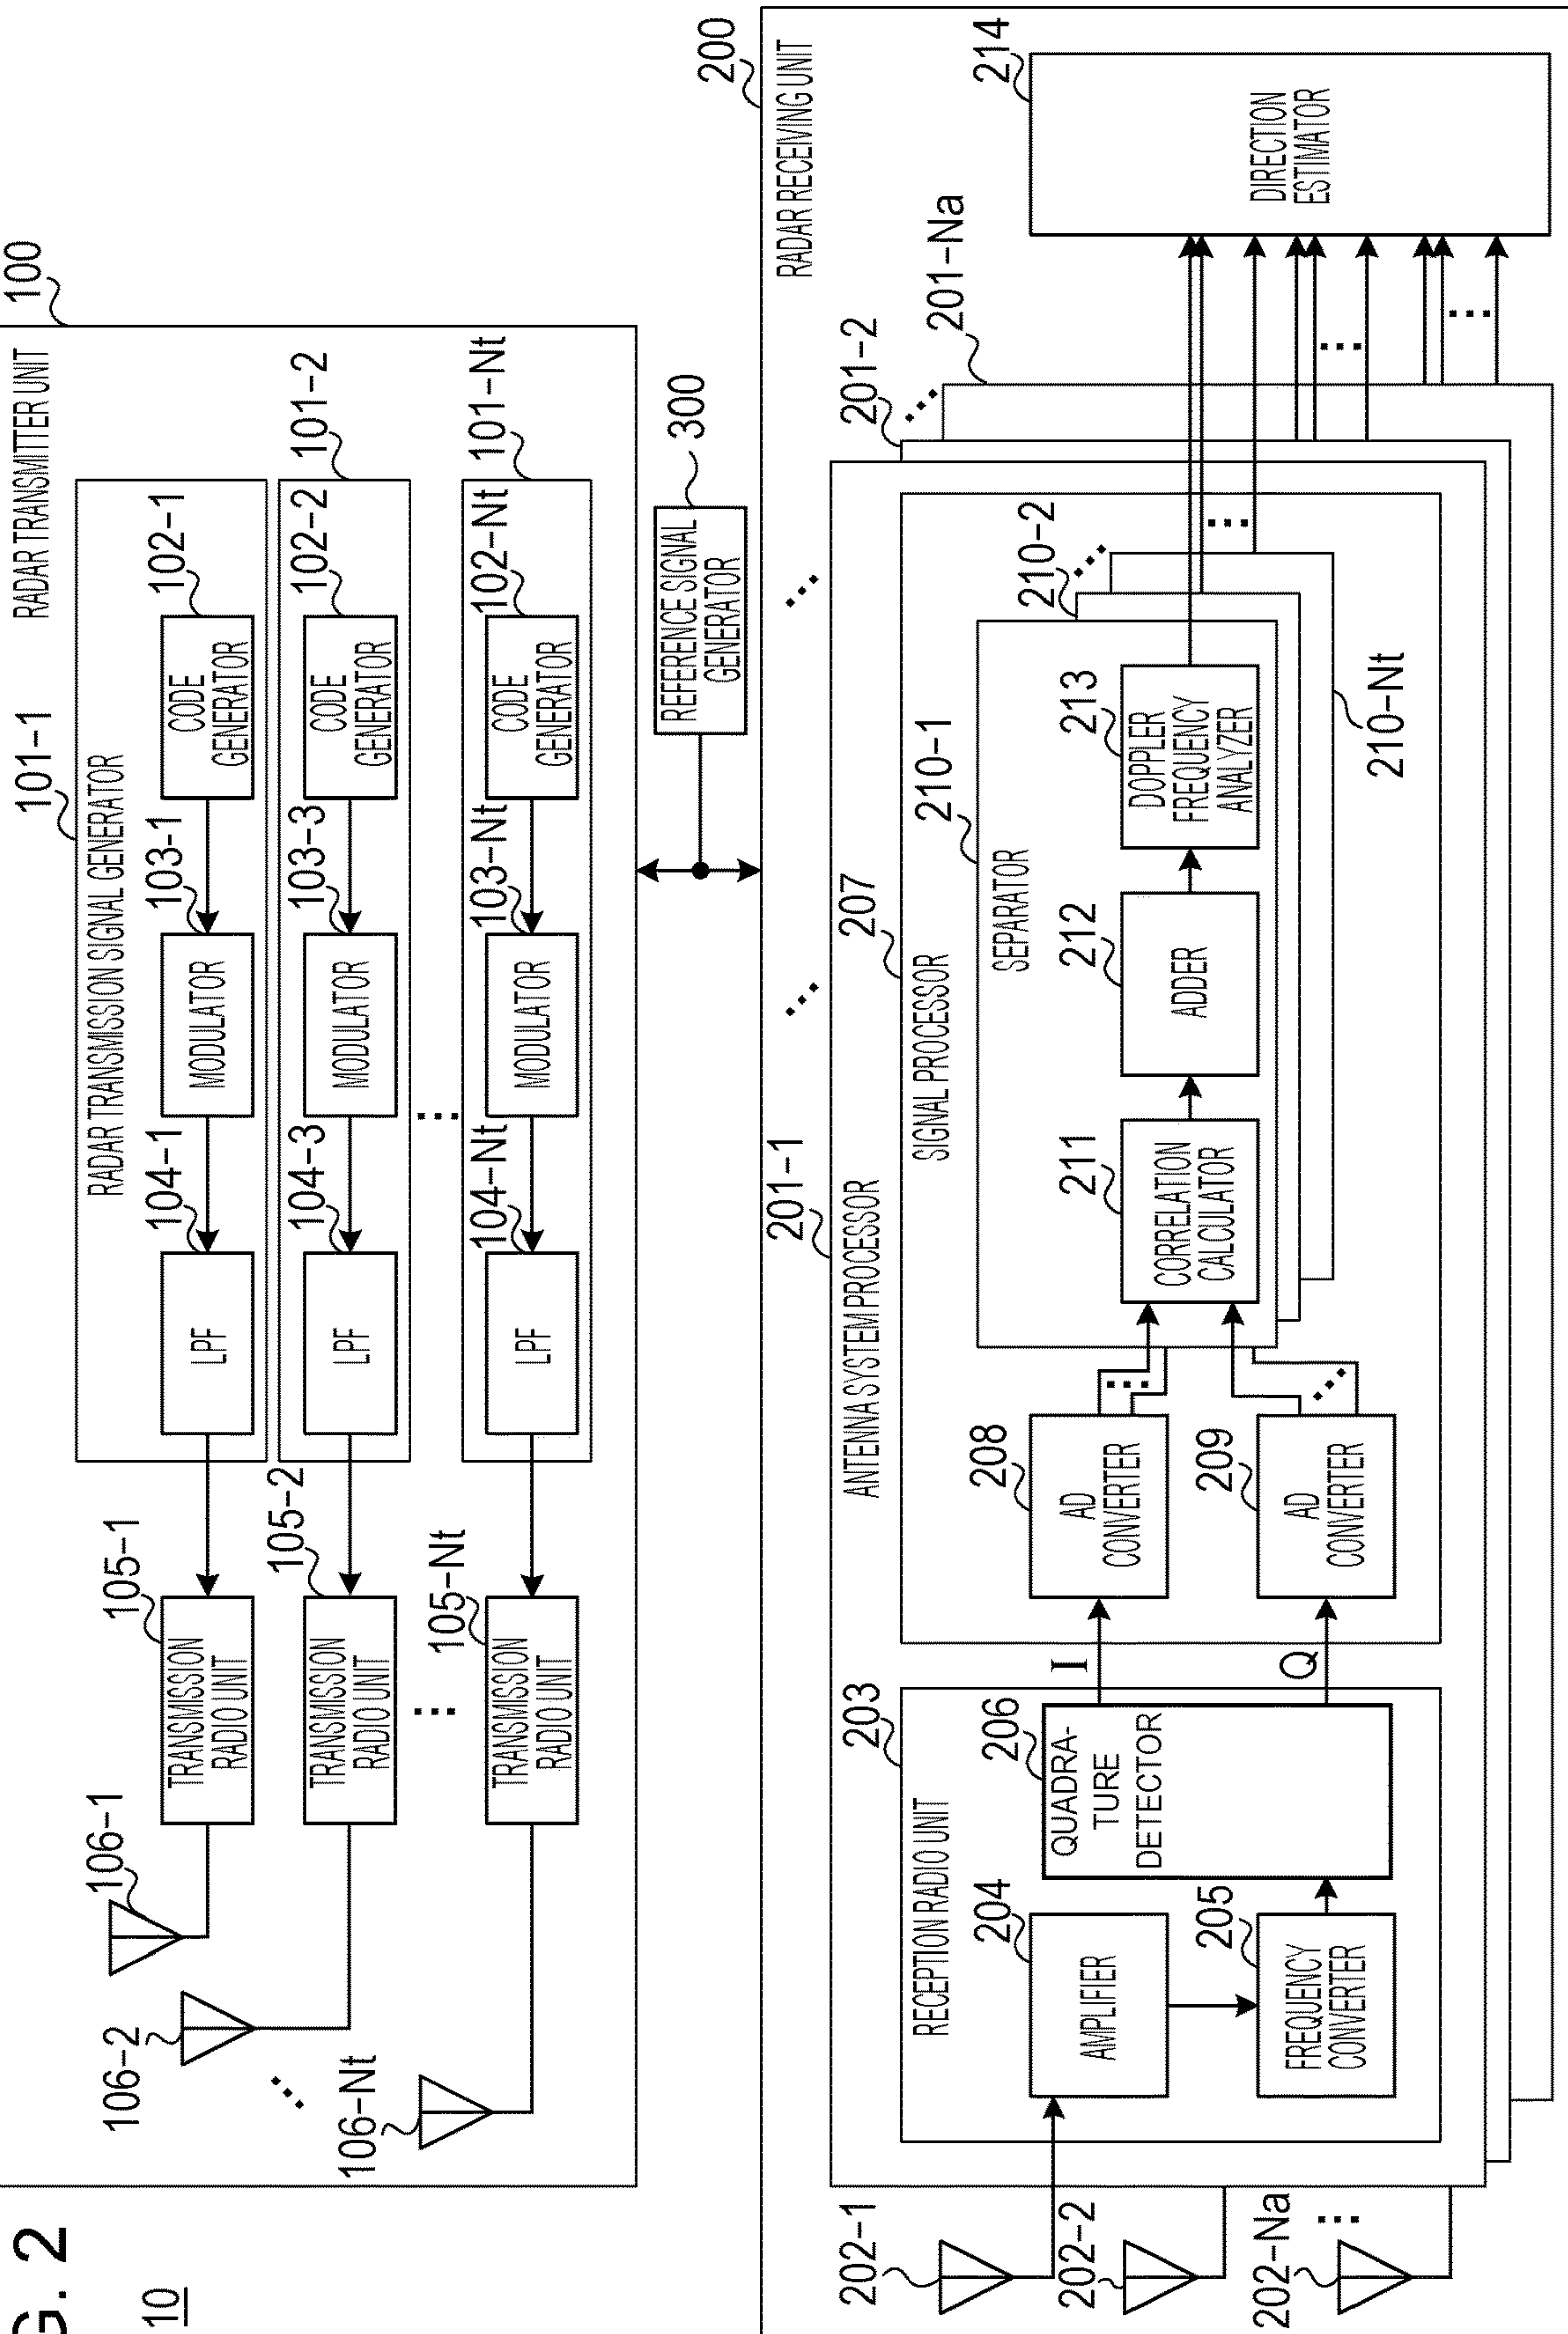 G. 2
10
100
RADAR TRANSMITTER UNIT
101-1
RADAR TRANSMISSION SIGNAL GENERATOR
106-1
105-1
TRANSMISSION
RADIO UNIT
104-1
LPF
103-1
MODULATOR
102-1
CODE
GENERATOR
101-2
106-2
105-2
TRANSMISSION
RADIO UNIT
104-3
LPF
103-3
MODULATOR
102-2
CODE
GENERATOR
101-Nt
106-Nt
105-Nt
TRANSMISSION
RADIO UNIT
104-Nt
LPF
103-Nt
MODULATOR
102-Nt
CODE
GENERATOR
300
REFERENCE SIGNAL
GENERATOR
200
RADAR RECEIVING UNIT
201-1
201-2
201-Na
ANTENNA SYSTEM PROCESSOR
202-1
202-2
202-Na
203
RECEPTION RADIO UNIT
204
AMPLIFIER
205
FREQUENCY
CONVERTER
206
QUADRA-
TURE
DETECTOR
I
Q
207
SIGNAL PROCESSOR
208
AD
CONVERTER
209
AD
CONVERTER
210-1
210-2
210-Nt
SEPARATOR
211
CORRELATION
CALCULATOR
212
ADDER
213
DOPPLER
FREQUENCY
ANALYZER
214
DIRECTION
ESTIMATOR